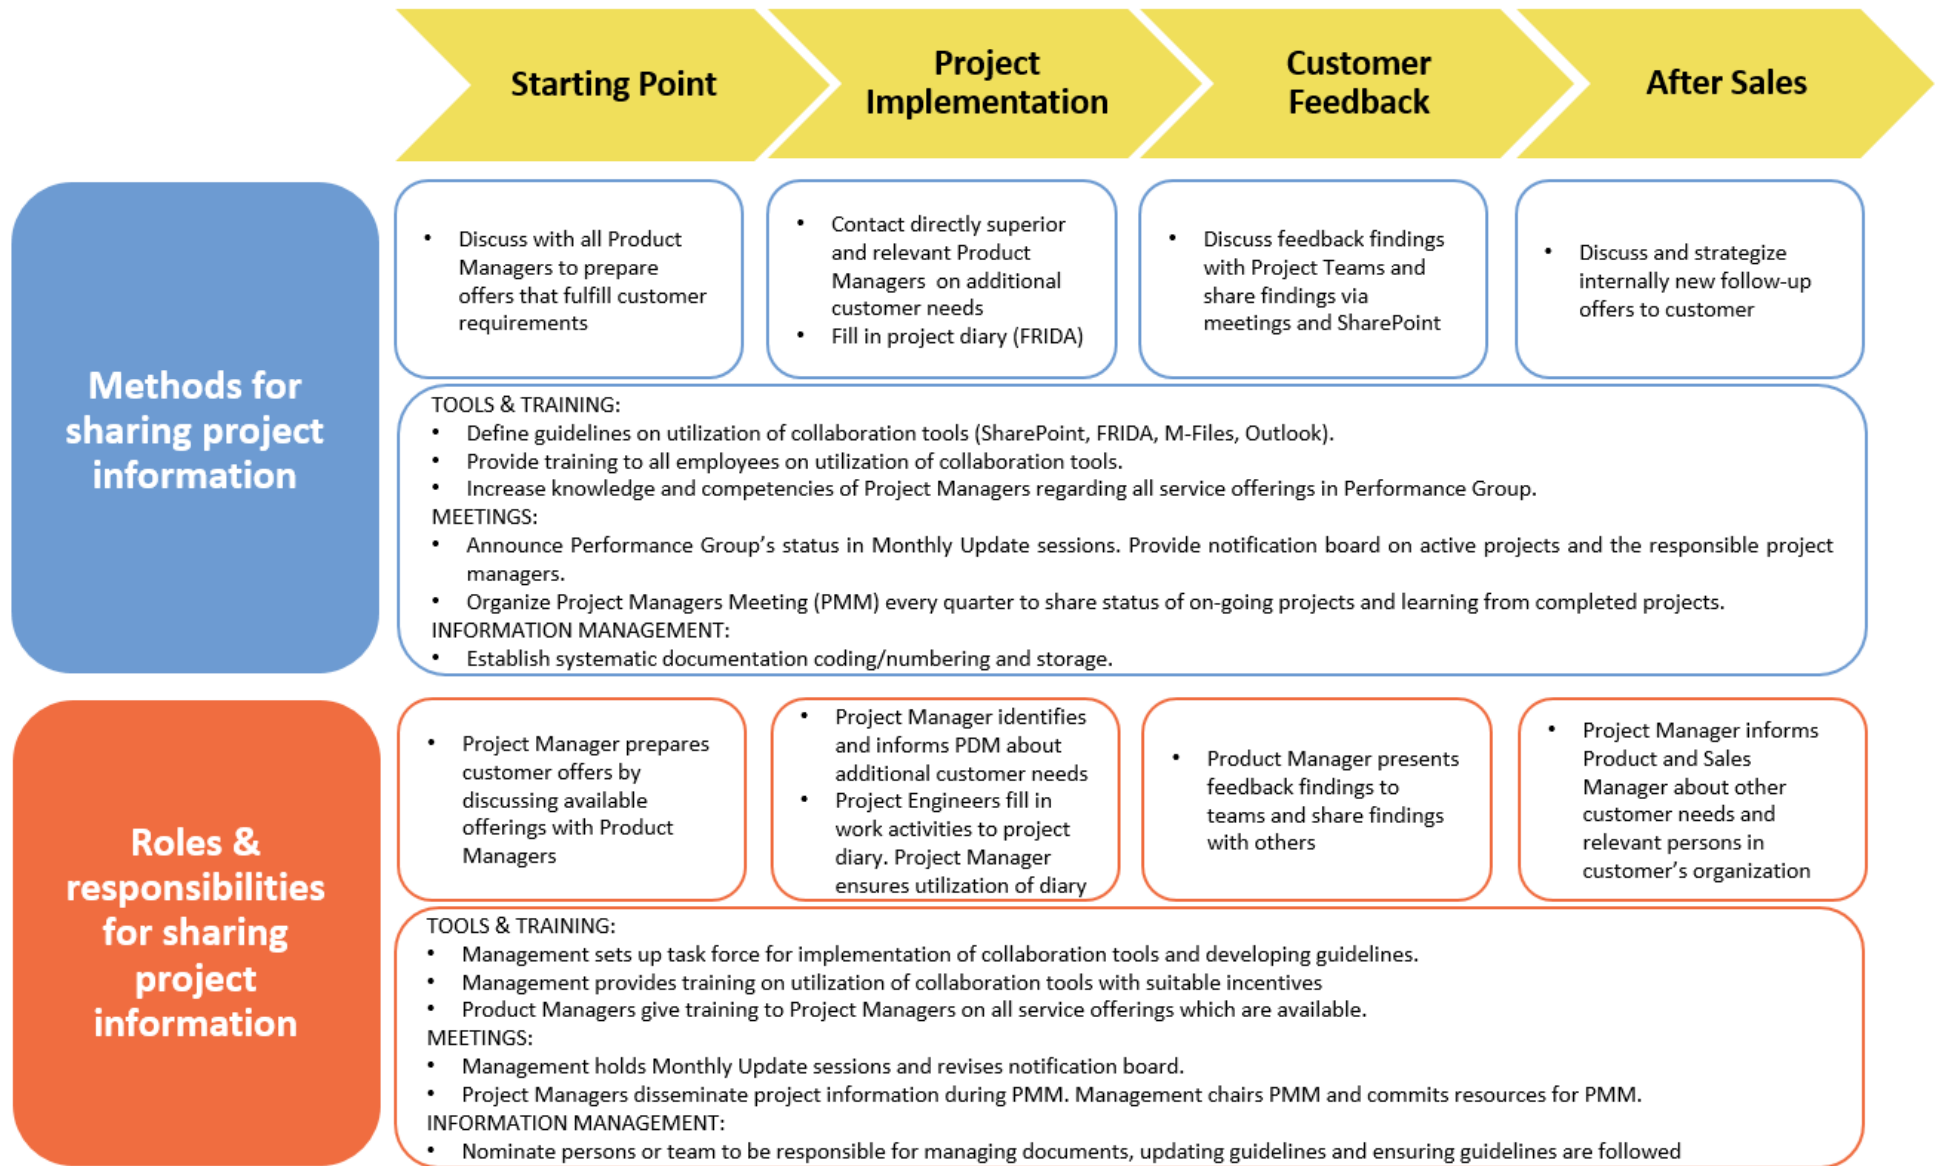 Starting Point
Project
Implementation
Customer
Feedback
After Sales
Methods for
sharing project
information
• Discuss with all Product
Managers to prepare
offers that fulfill customer
requirements
• Contact directly superior
and relevant Product
Managers on additional
customer needs
• Fill in project diary (FRIDA)
• Discuss feedback findings
with Project Teams and
share findings via
meetings and SharePoint
• Discuss and strategize
internally new follow-up
offers to customer
TOOLS & TRAINING:
• Define guidelines on utilization of collaboration tools (SharePoint, FRIDA, M-Files, Outlook).
• Provide training to all employees on utilization of collaboration tools.
• Increase knowledge and competencies of Project Managers regarding all service offerings in Performance Group.
MEETINGS:
• Announce Performance Group’s status in Monthly Update sessions. Provide notification board on active projects and the responsible project
managers.
• Organize Project Managers Meeting (PMM) every quarter to share status of on-going projects and learning from completed projects.
INFORMATION MANAGEMENT:
• Establish systematic documentation coding/numbering and storage.
Roles &
responsibilities
for sharing
project
information
• Project Manager prepares
customer offers by
discussing available
offerings with Product
Managers
• Project Manager identifies
and informs PDM about
additional customer needs
• Project Engineers fill in
work activities to project
diary. Project Manager
ensures utilization of diary
• Product Manager presents
feedback findings to
teams and share findings
with others
• Project Manager informs
Product and Sales
Manager about other
customer needs and
relevant persons in
customer’s organization
TOOLS & TRAINING:
• Management sets up task force for implementation of collaboration tools and developing guidelines.
• Management provides training on utilization of collaboration tools with suitable incentives
• Product Managers give training to Project Managers on all service offerings which are available.
MEETINGS:
• Management holds Monthly Update sessions and revises notification board.
• Project Managers disseminate project information during PMM. Management chairs PMM and commits resources for PMM.
INFORMATION MANAGEMENT:
• Nominate persons or team to be responsible for managing documents, updating guidelines and ensuring guidelines are followed